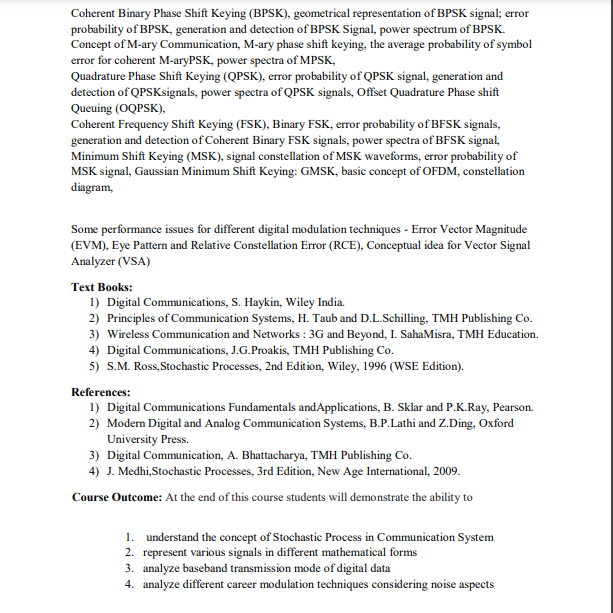 Coherent Binary Phase Shift Keying (BPSK), geometrical representation of BPSK signal; error
probability of BPSK, generation and detection of BPSK Signal, power spectrum of BPSK.
Concept of M-ary Communication, M-ary phase shift keying, the average probability of symbol
error for coherent M-aryPSK, power spectra of MPSK,
Quadrature Phase Shift Keying (QPSK), error probability of QPSK signal, generation and
detection of QPSKsignals, power spectra of QPSK signals, Offset Quadrature Phase shift
Queuing (OQPSK),
Coherent Frequency Shift Keying (FSK), Binary FSK, error probability of BFSK signals,
generation and detection of Coherent Binary FSK signals, power spectra of BFSK signal,
Minimum Shift Keying (MSK), signal constellation of MSK waveforms, error probability of
MSK signal, Gaussian Minimum Shift Keying: GMSK, basic concept of OFDM, constellation
diagram,
Some performance issues for different digital modulation techniques - Error Vector Magnitude
(EVM), Eye Pattern and Relative Constellation Error (RCE), Conceptual idea for Vector Signal
Analyzer (VSA)
Text Books:
1) Digital Communications, S. Haykin, Wiley India.
2) Principles of Communication Systems, H. Taub and D.L.Schilling, TMH Publishing Co.
3) Wireless Communication and Networks : 3G and Beyond, I. SahaMisra, TMH Education.
4) Digital Communications, J.G.Proakis, TMH Publishing Co.
5) S.M. Ross,Stochastic Processes, 2nd Edition, Wiley, 1996 (WSE Edition).
References:
1) Digital Communications Fundamentals andApplications, B. Sklar and P.K.Ray, Pearson.
2) Modern Digital and Analog Communication Systems, B.P.Lathi and Z.Ding, Oxford
University Press.
3) Digital Communication, A. Bhattacharya, TMH Publishing Co.
4) J. Medhi,Stochastic Processes, 3rd Edition, New Age International, 2009.
Course Outcome: At the end of this course students will demonstrate the ability to
1. understand the concept of Stochastic Process in Communication System
2. represent various signals in different mathematical forms
3. analyze baseband transmission mode of digital data
4. analyze different career modulation techniques considering noise aspects